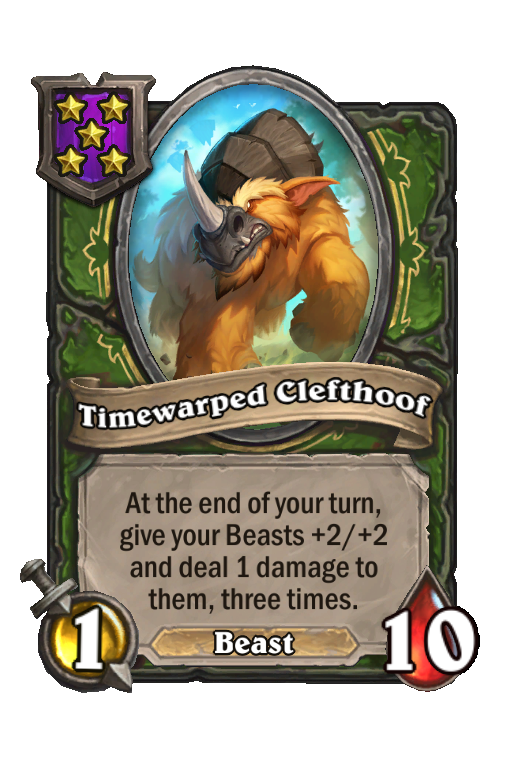 Timewarped Clefthoof
At the end of your turn,
give your Beasts +2/+2
and deal 1 damage to
them, three times.
Beast
1
10